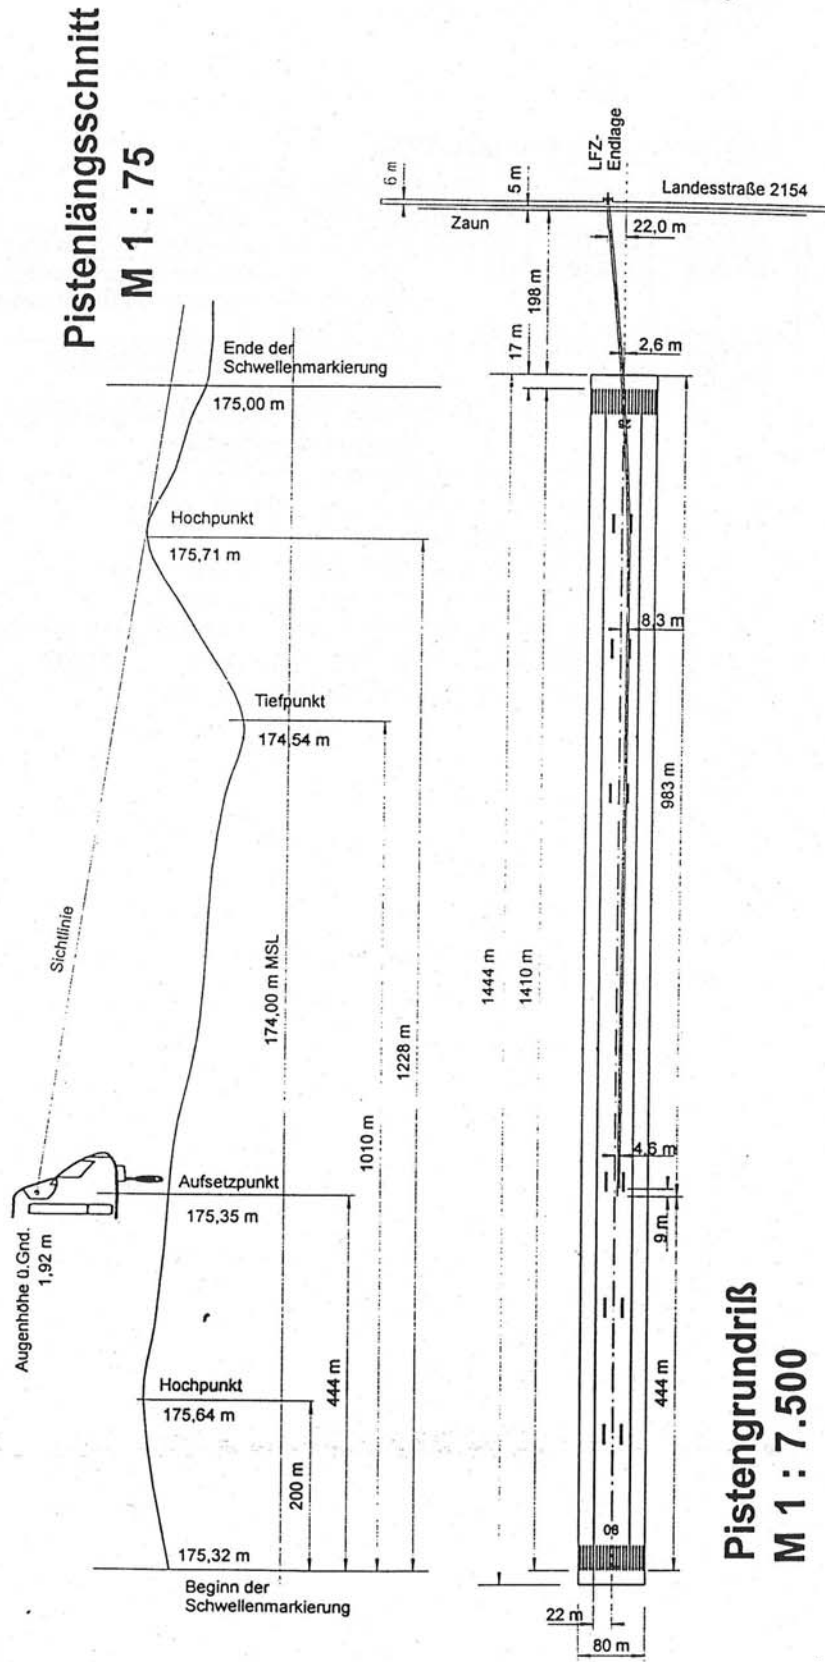 Pistenlängsschnitt
M 1 : 75
Ende der
Schwellenmarkierung
175,00 m
Hochpunkt
175,71 m
Tiefpunkt
174,54 m
Sichtlinie
174,00 m MSL
1228 m
1010 m
Aufsetzpunkt
175,35 m
Augenhöhe ü.Gnd.
1,92 m
444 m
Hochpunkt
175,64 m
200 m
175,32 m
Beginn der
Schwellenmarkierung
6 m
5 m
LFZ-
Endlage
Landesstraße 2154
Zaun
22,0 m
198 m
17 m
2,6 m
26
8,3 m
983 m
1444 m
1410 m
4,6 m
9 m
444 m
08
22 m
80 m
Pistengrundriß
M 1 : 7.500